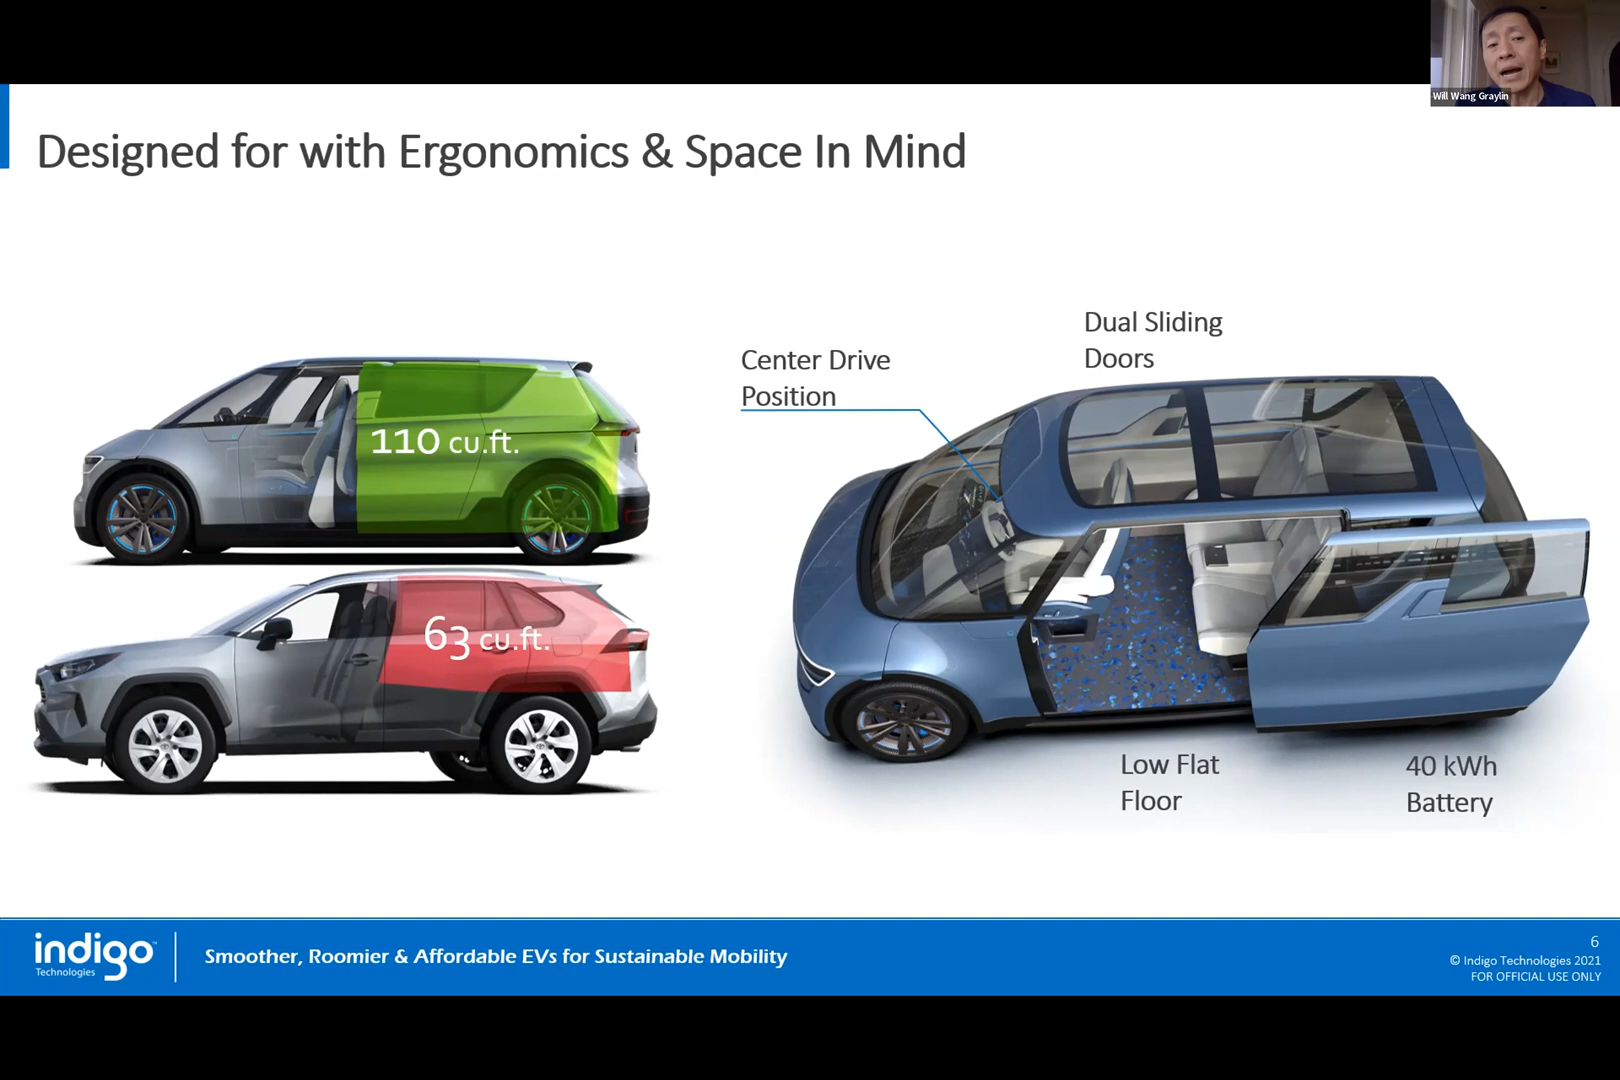 Will Wang Graylin
Designed for with Ergonomics & Space In Mind
110 cu.ft.
63 cu.ft.
Center Drive
Position
Dual Sliding
Doors
Low Flat
Floor
40 kWh
Battery
indigo™
Technologies
Smoother, Roomier & Affordable EVs for Sustainable Mobility
6
© Indigo Technologies 2021
FOR OFFICIAL USE ONLY